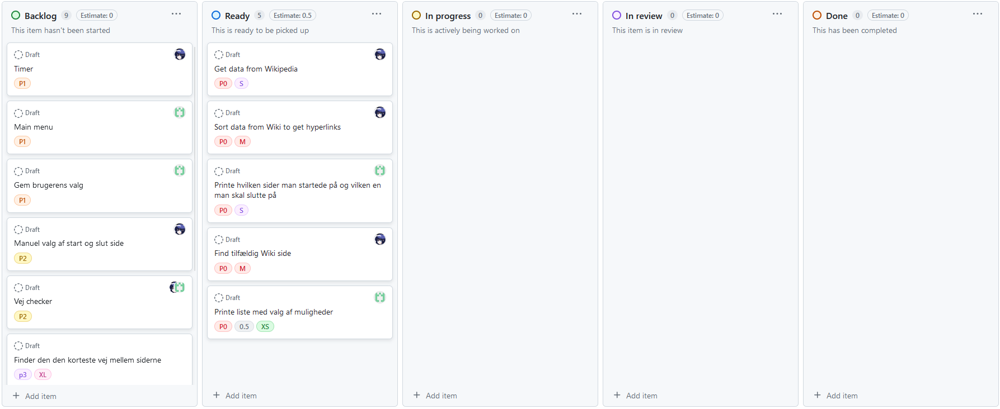 Backlog 9 Estimate: 0
This item hasn't been started
Draft
Timer
P1
Draft
Main menu
P1
Draft
Gem brugerens valg
P1
Draft
Manuel valg af start og slut side
P2
Draft
Vej checker
P2
Draft
Finder den den korteste vej mellem siderne
p3 XL
Add item
Ready 5 Estimate: 0.5
This is ready to be picked up
Draft
Get data from Wikipedia
P0 S
Draft
Sort data from Wiki to get hyperlinks
P0 M
Draft
Printe hvilken sider man startede på og vilken en
man skal slutte på
P0 S
Draft
Find tilfældig Wiki side
P0 M
Draft
Printe liste med valg af muligheder
P0 0.5 XS
Add item
In progress 0 Estimate: 0
This is actively being worked on
Add item
In review 0 Estimate: 0
This item is in review
Add item
Done 0 Estimate: 0
This has been completed
Add item